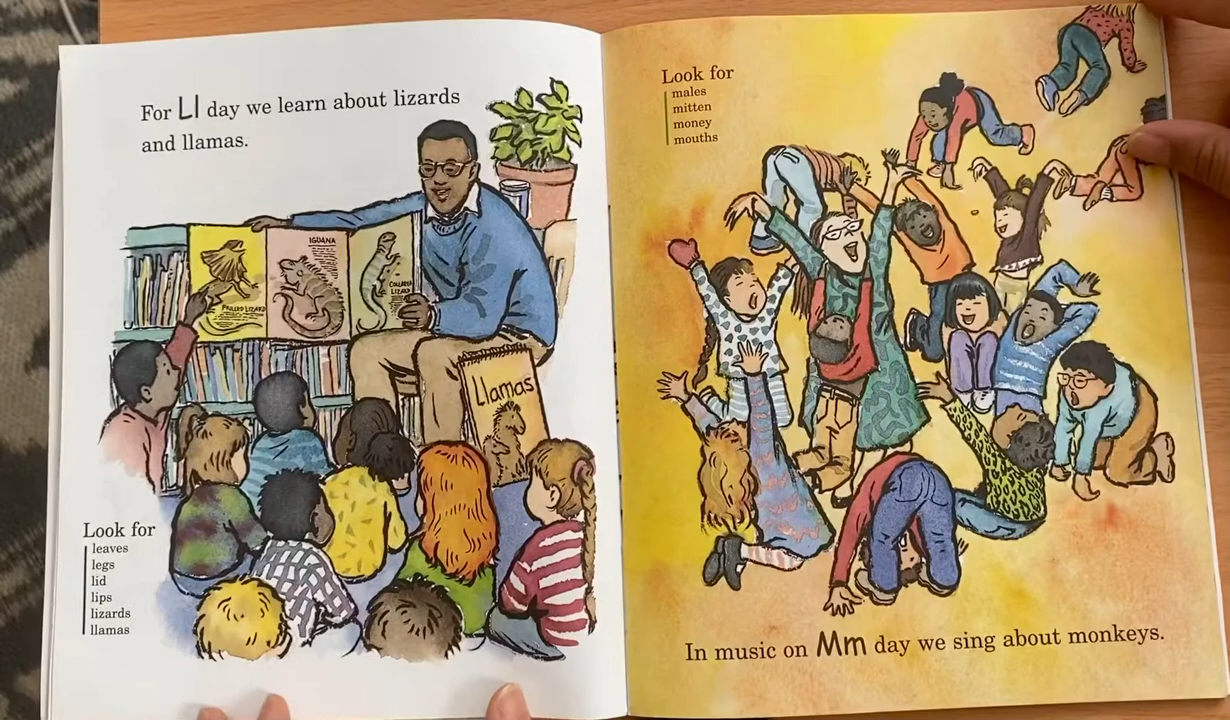 For Ll day we learn about lizards
and llamas.
IGUANA
FRILLED LIZARD
COLLARED
LIZARD
Llamas
Look for
leaves
legs
lid
lips
lizards
llamas
Look for
males
mitten
money
mouths
In music on Mm day we sing about monkeys.